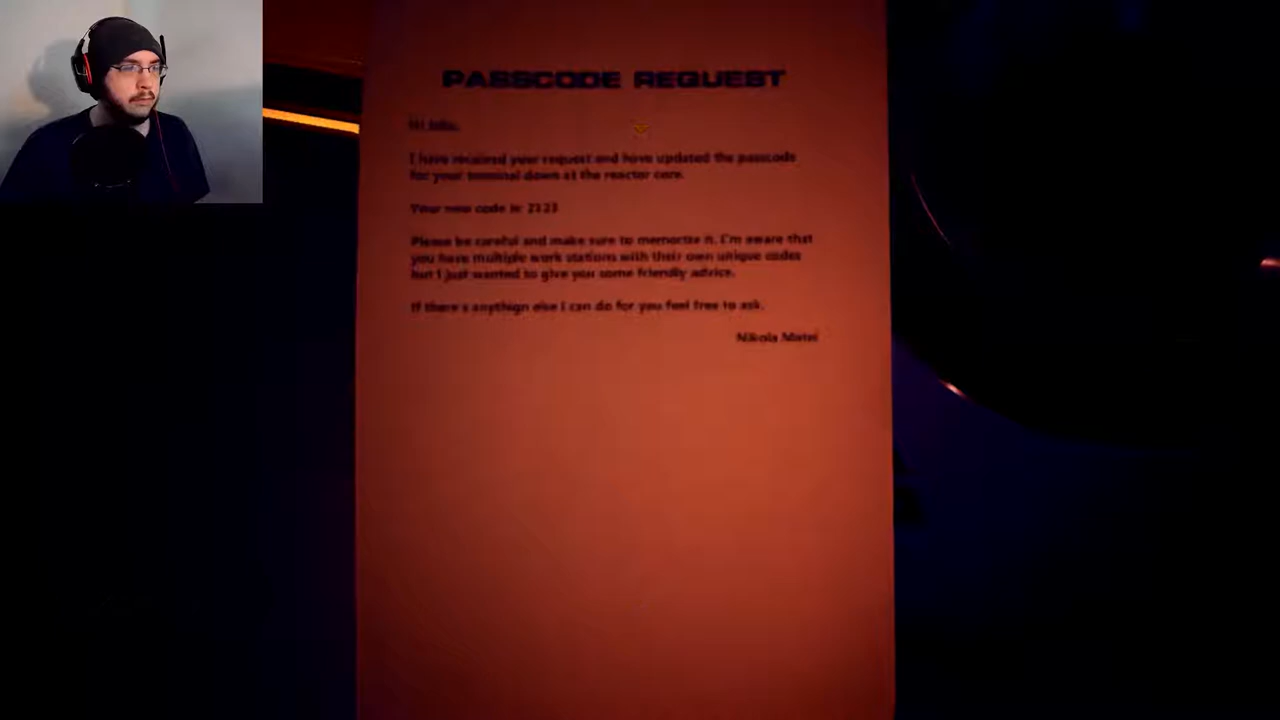 PASSCODE REQUEST
Hi
I have received your request and have updated the passcode
for your terminal down at the reactor core.
Your new code is: 2123
Please be careful and make sure to memorize it. I'm aware that
you have multiple work stations with their own unique codes
but I just wanted to give you some friendly advice.
If there's anythign else I can do for you feel free to ask.
Nikola